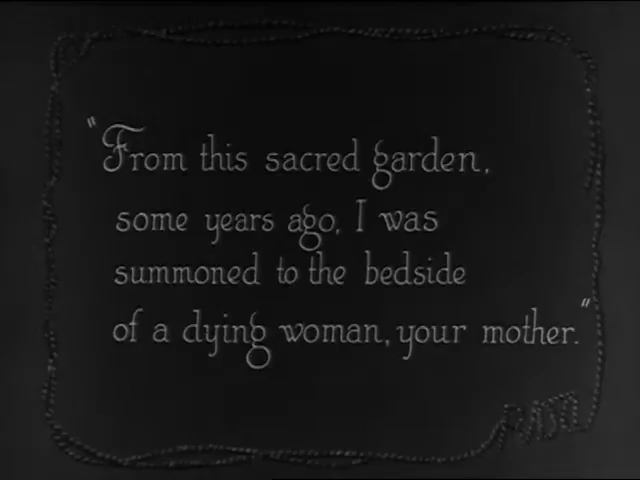 "From this sacred garden,
some years ago, I was
summoned to the bedside
of a dying woman, your mother."